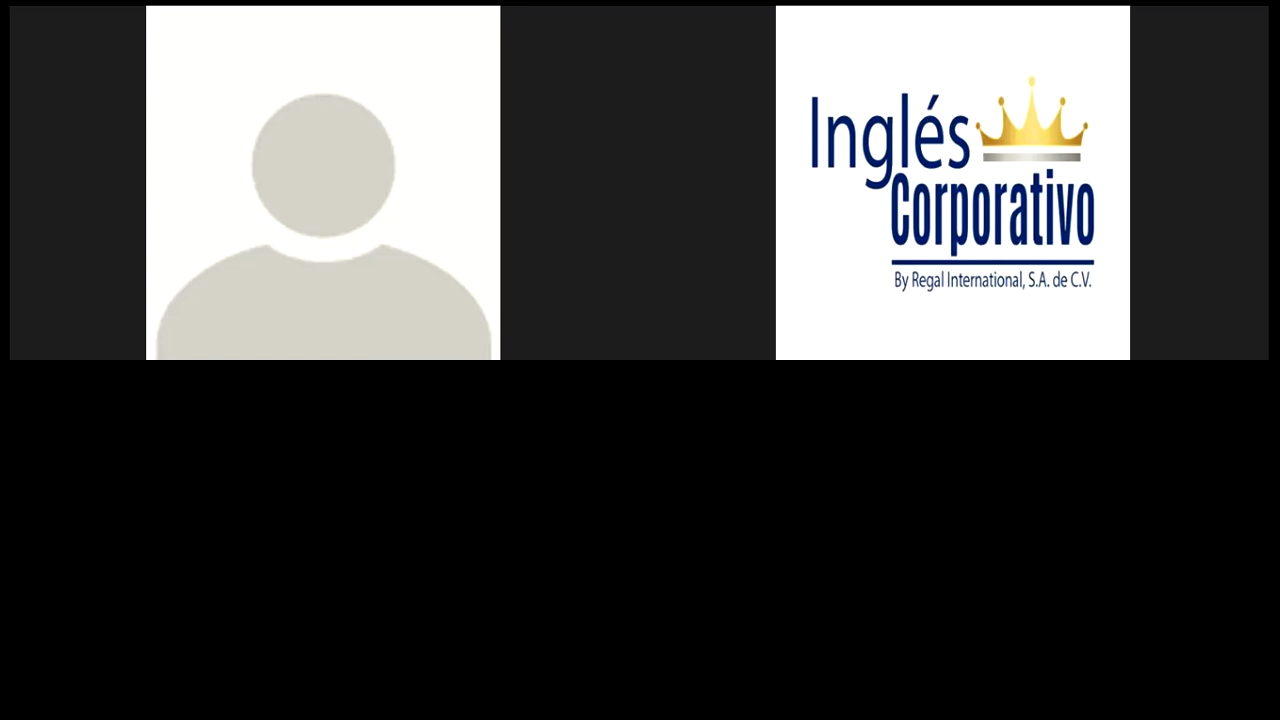 Inglés
Corporativo
By Regal International, S.A. de C.V.